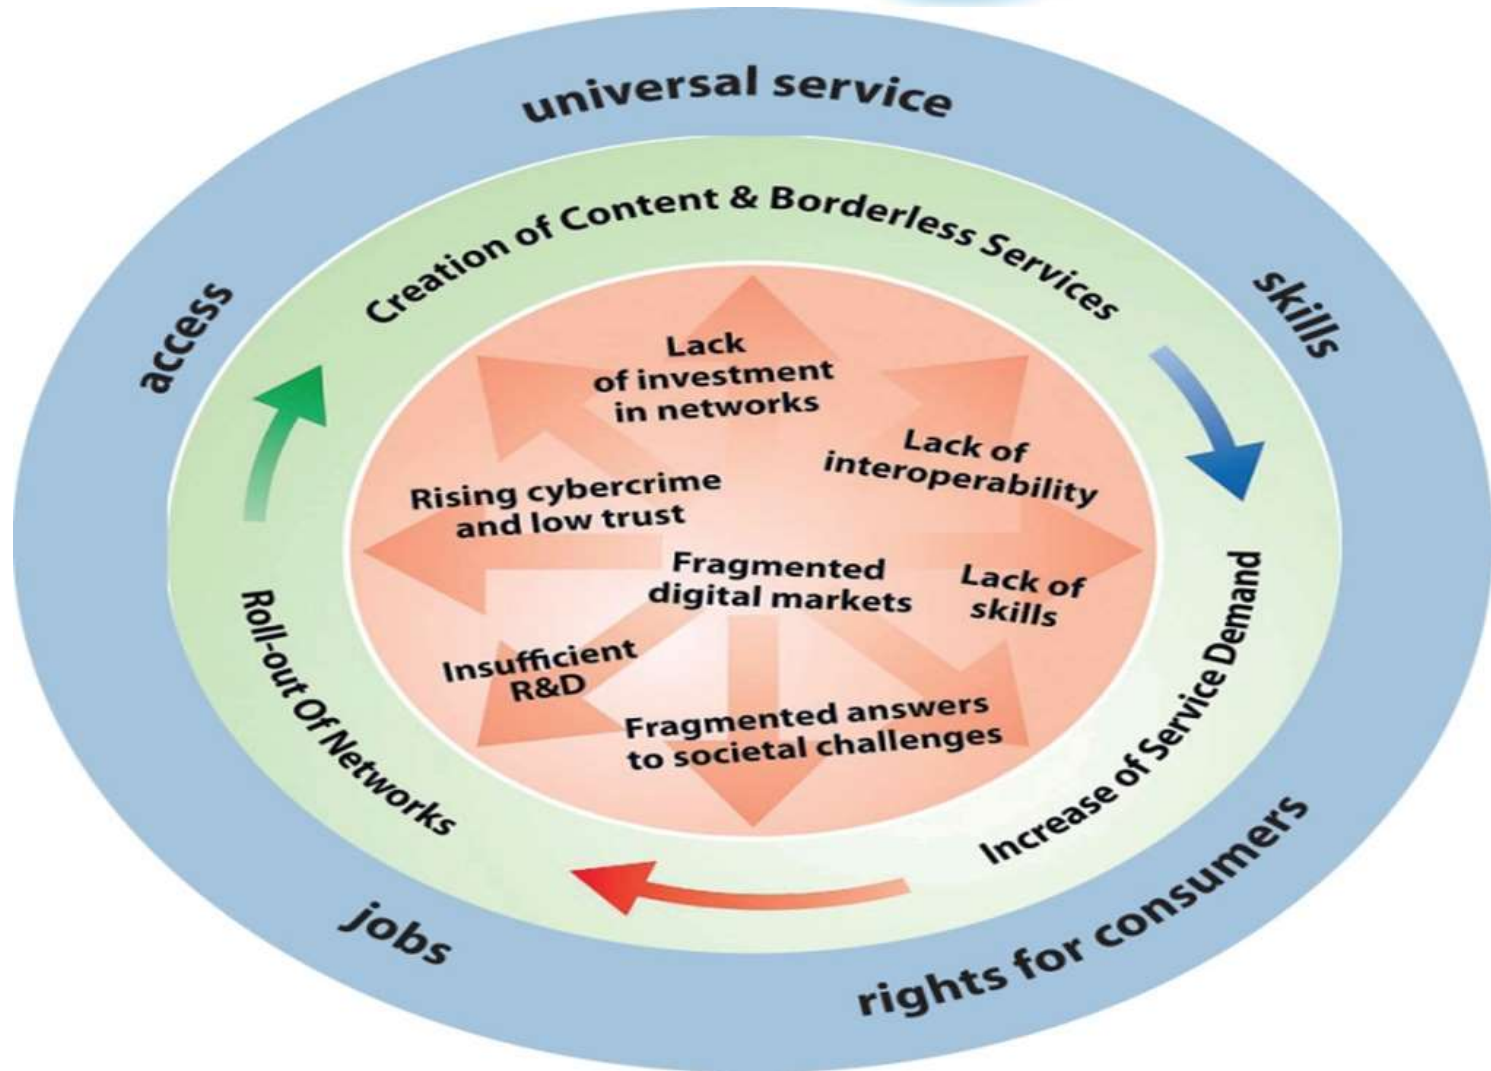 universal service
access
skills
Creation of Content & Borderless Services
Lack
of investment
in networks
Lack of
interoperability
Rising cybercrime
and low trust
Fragmented
digital markets
Lack of
skills
Insufficient
R&D
Fragmented answers
to societal challenges
Roll-out Of Networks
Increase of Service Demand
jobs
rights for consumers